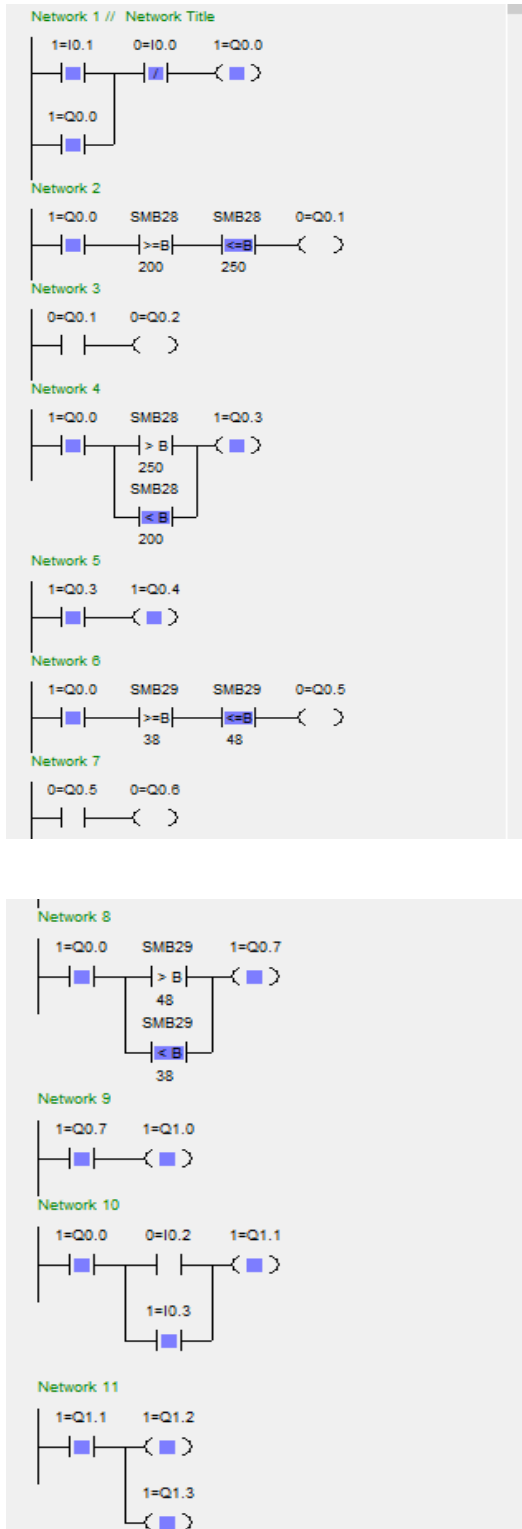 Network 1 // Network Title
1=I0.1 0=I0.0 1=Q0.0
/
1=Q0.0
Network 2
1=Q0.0 SMB28 SMB28 0=Q0.1
>=B <=B
200 250
Network 3
0=Q0.1 0=Q0.2
Network 4
1=Q0.0 SMB28 1=Q0.3
> B
250
SMB28
< B
200
Network 5
1=Q0.3 1=Q0.4
Network 6
1=Q0.0 SMB29 SMB29 0=Q0.5
>=B <=B
38 48
Network 7
0=Q0.5 0=Q0.6
Network 8
1=Q0.0 SMB29 1=Q0.7
> B
48
SMB29
< B
38
Network 9
1=Q0.7 1=Q1.0
Network 10
1=Q0.0 0=I0.2 1=Q1.1
1=I0.3
Network 11
1=Q1.1 1=Q1.2
1=Q1.3